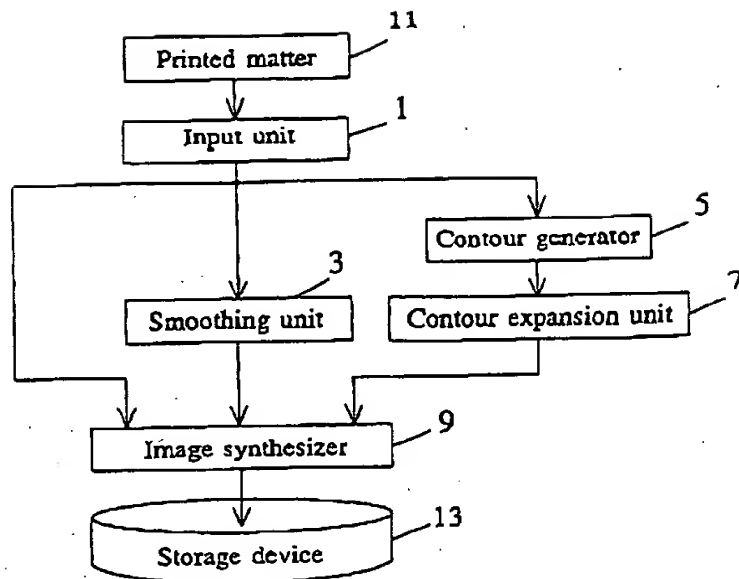 11
Printed matter
1
Input unit
5
Contour generator
3
7
Smoothing unit
Contour expansion unit
9
Image synthesizer
13
Storage device